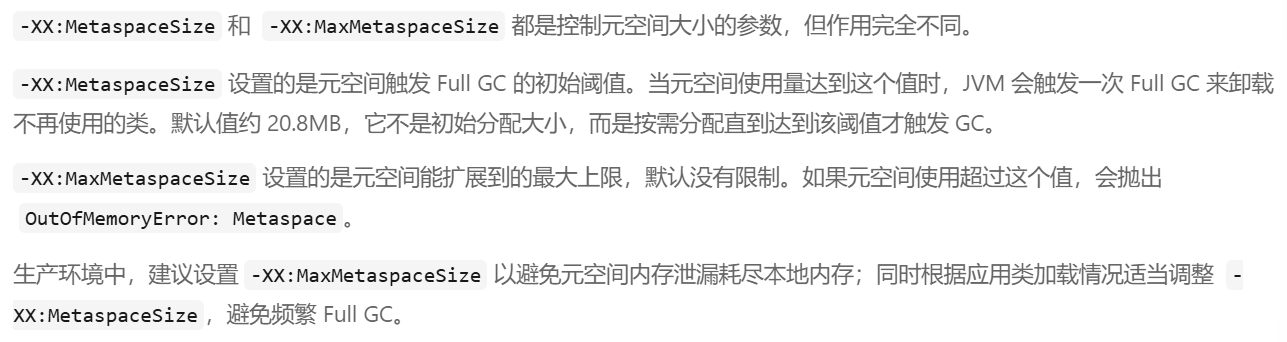 -XX:MetaspaceSize 和 -XX:MaxMetaspaceSize 都是控制元空间大小的参数，但作用完全不同。
-XX:MetaspaceSize 设置的是元空间触发 Full GC 的初始阈值。当元空间使用量达到这个值时，JVM 会触发一次 Full GC 来卸载
不再使用的类。默认值约 20.8MB，它不是初始分配大小，而是按需分配直到达到该阈值才触发 GC。
-XX:MaxMetaspaceSize 设置的是元空间能扩展到的最大上限，默认没有限制。如果元空间使用超过这个值，会抛出
OutOfMemoryError: Metaspace。
生产环境中，建议设置 -XX:MaxMetaspaceSize 以避免元空间内存泄漏耗尽本地内存；同时根据应用类加载情况适当调整 -
XX:MetaspaceSize，避免频繁 Full GC。